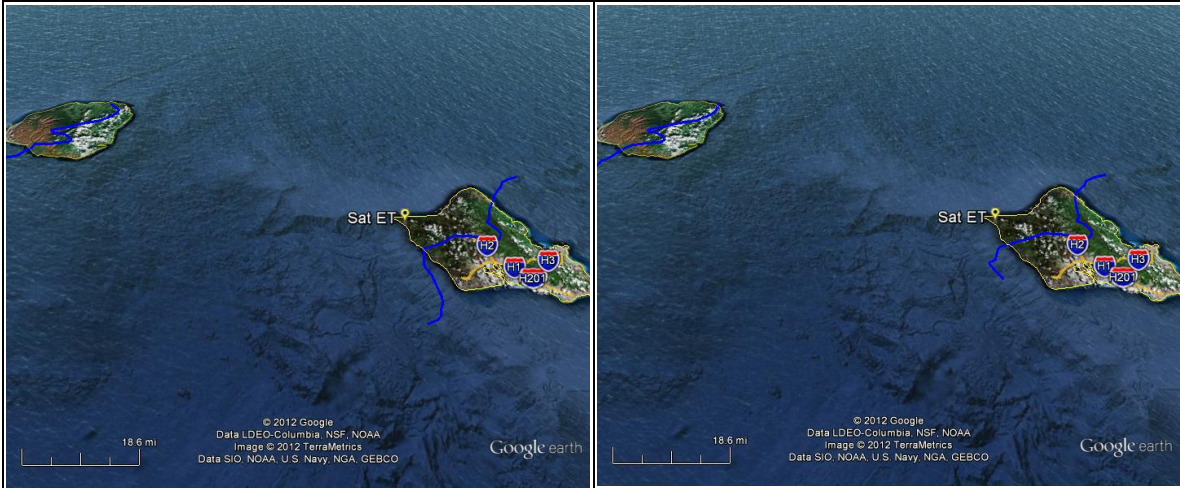 Sat ET
H2
H1
H3
H201
© 2012 Google
Data LDEO-Columbia, NSF, NOAA
Image © 2012 TerraMetrics
Data SIO, NOAA, U.S. Navy, NGA, GEBCO
18.6 mi
Google earth
Sat ET
H2
H1
H3
H201
© 2012 Google
Data LDEO-Columbia, NSF, NOAA
Image © 2012 TerraMetrics
Data SIO, NOAA, U.S. Navy, NGA, GEBCO
18.6 mi
Google earth